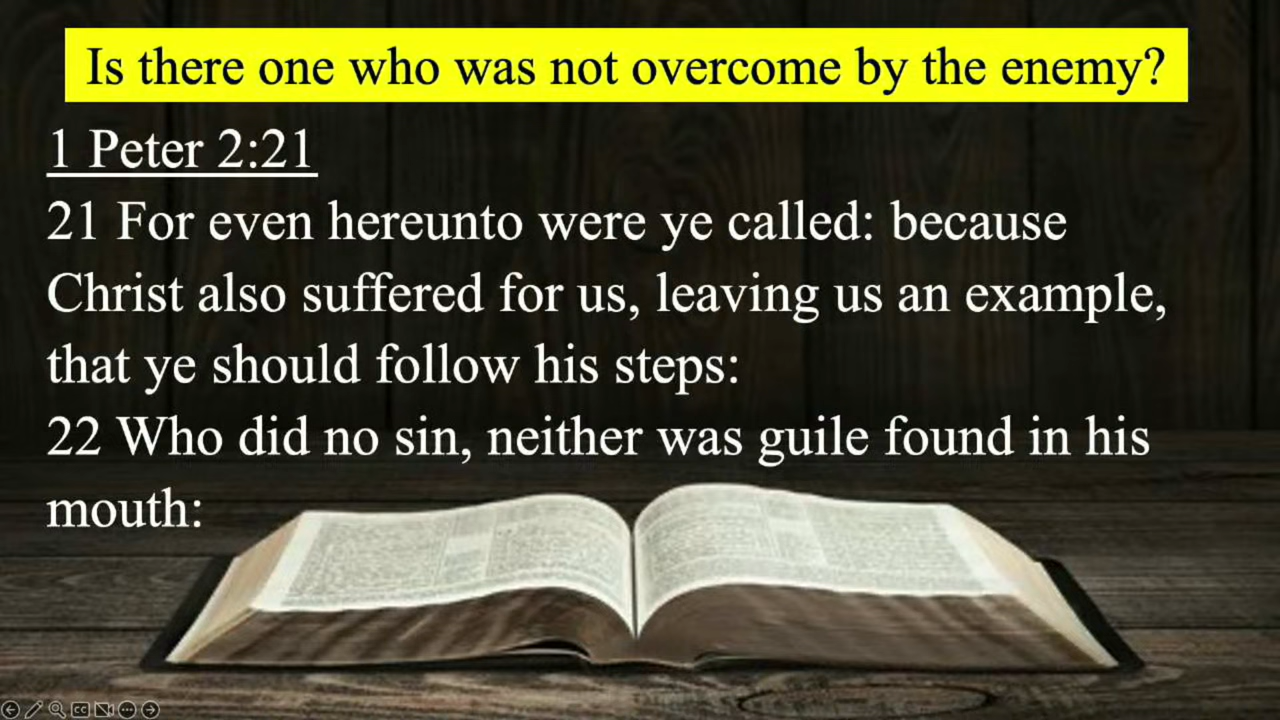 Is there one who was not overcome by the enemy?
1 Peter 2:21
21 For even hereunto were ye called: because
Christ also suffered for us, leaving us an example,
that ye should follow his steps:
22 Who did no sin, neither was guile found in his
mouth:
CC